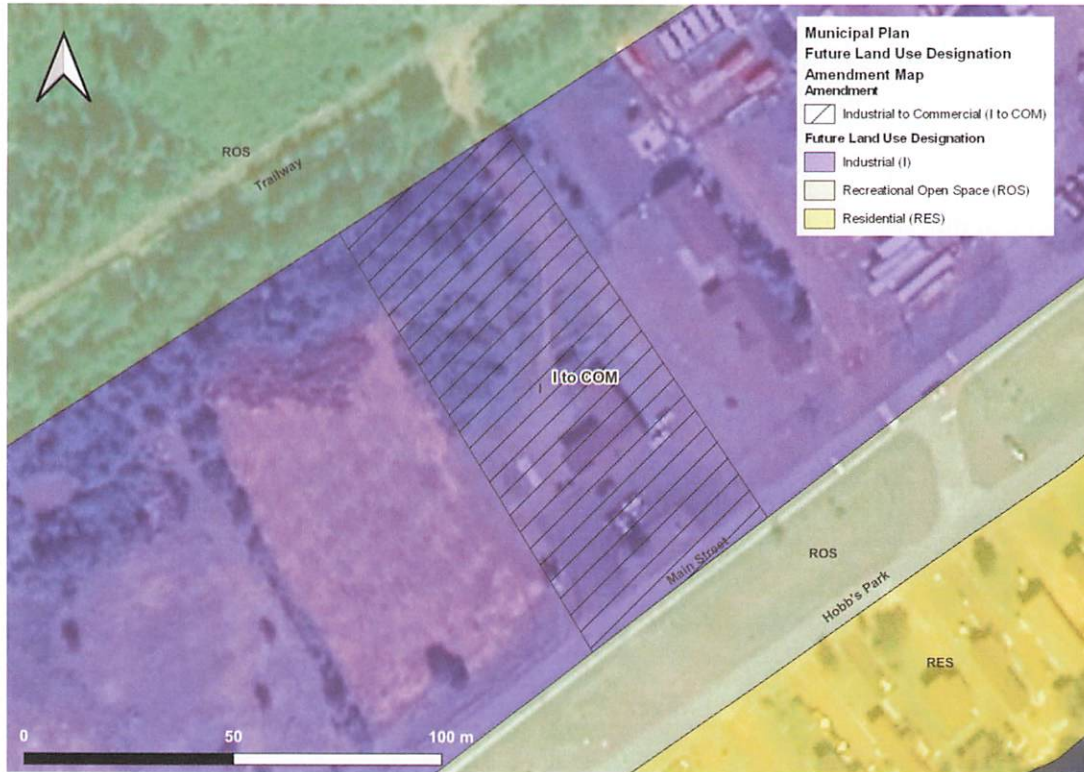 Municipal Plan
Future Land Use Designation
Amendment Map
Amendment
Industrial to Commercial (I to COM)
Future Land Use Designation
Industrial (I)
Recreational Open Space (ROS)
Residential (RES)
ROS
Trailway
I to COM
I
Main Street
ROS
Hobb's Park
RES
0 50 100 m